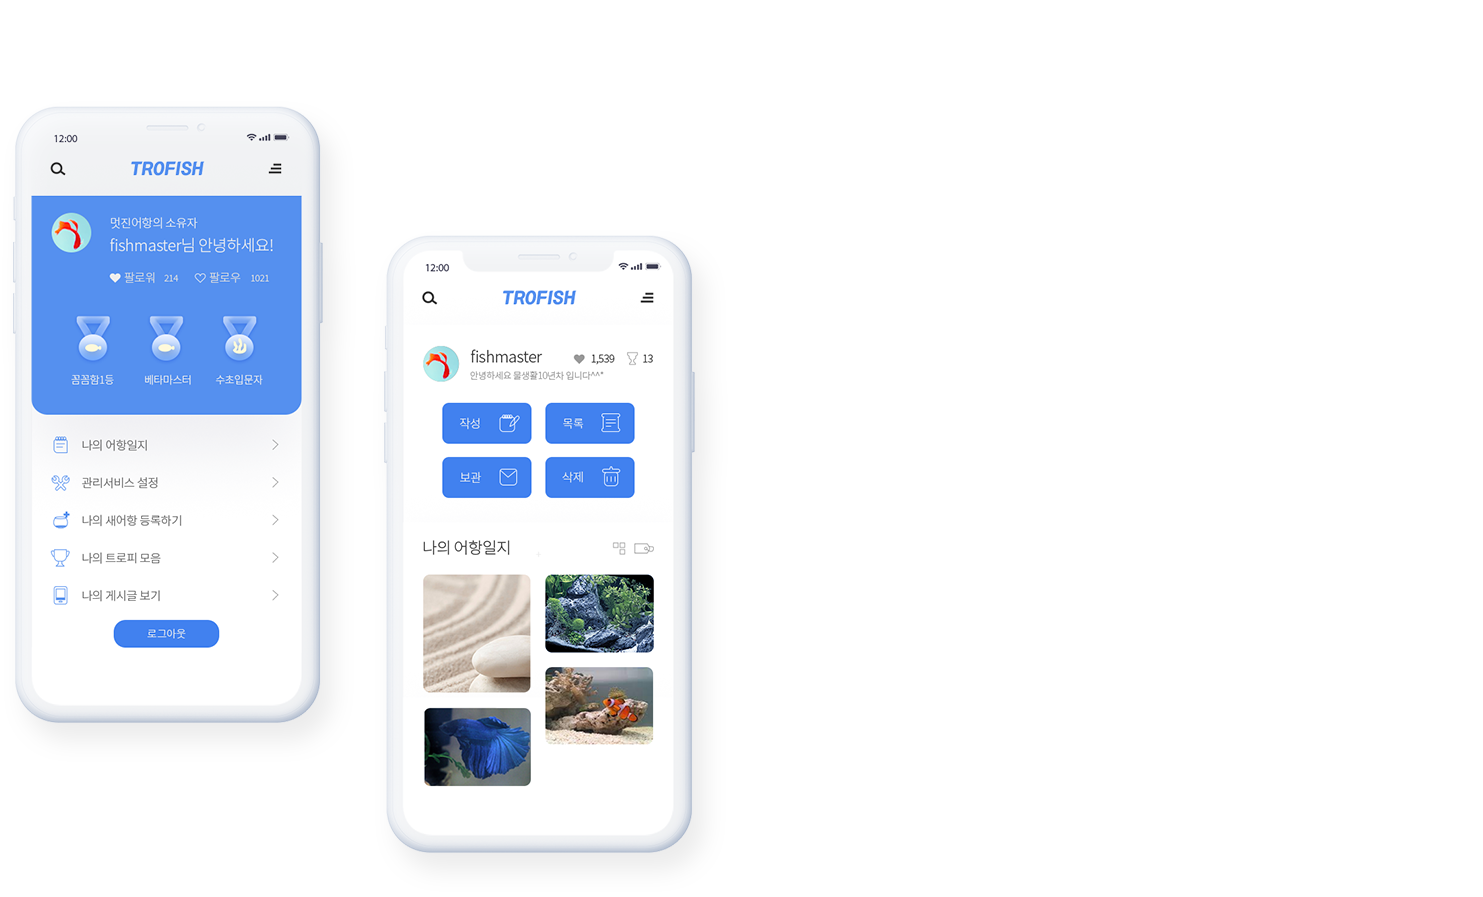 12:00
TROFISH
멋진어항의 소유자
fishmaster님 안녕하세요!
팔로워 214 팔로우 1021
꼼꼼함1등 베타마스터 수초입문자
나의 어항일지
관리서비스 설정
나의 새어항 등록하기
나의 트로피 모음
나의 게시글 보기
로그아웃
12:00
TROFISH
fishmaster 1,539 13
안녕하세요 물생활10년차 입니다^^*
작성 목록
보관 삭제
나의 어항일지